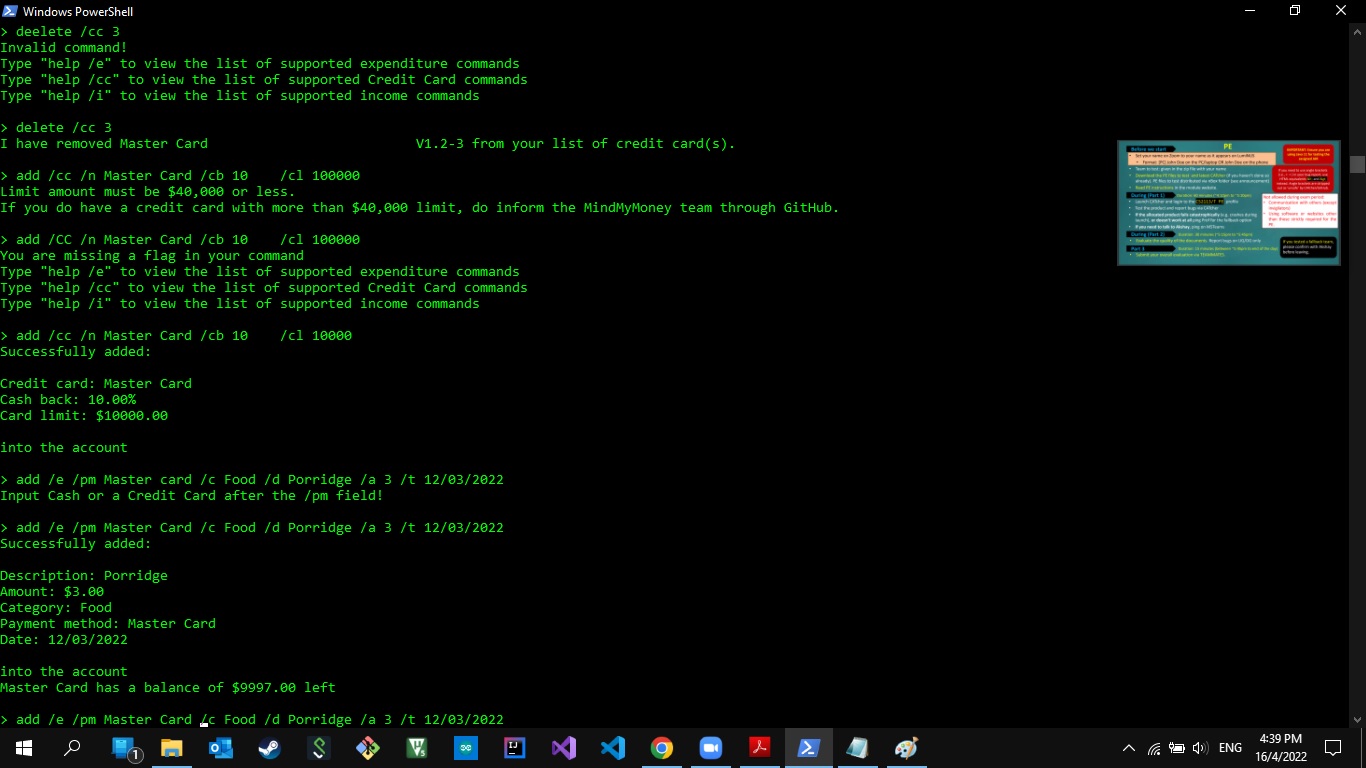 Windows PowerShell
> deelete /cc 3
Invalid command!
Type "help /e" to view the list of supported expenditure commands
Type "help /cc" to view the list of supported Credit Card commands
Type "help /i" to view the list of supported income commands
> delete /cc 3
I have removed Master Card                          V1.2-3 from your list of credit card(s).
> add /cc /n Master Card /cb 10    /cl 100000
Limit amount must be $40,000 or less.
If you do have a credit card with more than $40,000 limit, do inform the MindMyMoney team through GitHub.
> add /CC /n Master Card /cb 10    /cl 100000
You are missing a flag in your command
Type "help /e" to view the list of supported expenditure commands
Type "help /cc" to view the list of supported Credit Card commands
Type "help /i" to view the list of supported income commands
> add /cc /n Master Card /cb 10    /cl 10000
Successfully added:
Credit card: Master Card
Cash back: 10.00%
Card limit: $10000.00
into the account
> add /e /pm Master card /c Food /d Porridge /a 3 /t 12/03/2022
Input Cash or a Credit Card after the /pm field!
> add /e /pm Master Card /c Food /d Porridge /a 3 /t 12/03/2022
Successfully added:
Description: Porridge
Amount: $3.00
Category: Food
Payment method: Master Card
Date: 12/03/2022
into the account
Master Card has a balance of $9997.00 left
> add /e /pm Master Card /c Food /d Porridge /a 3 /t 12/03/2022
PE
Before we start
During (Part 1)
During (Part 2)
Part 3
1
ENG
4:39 PM
16/4/2022